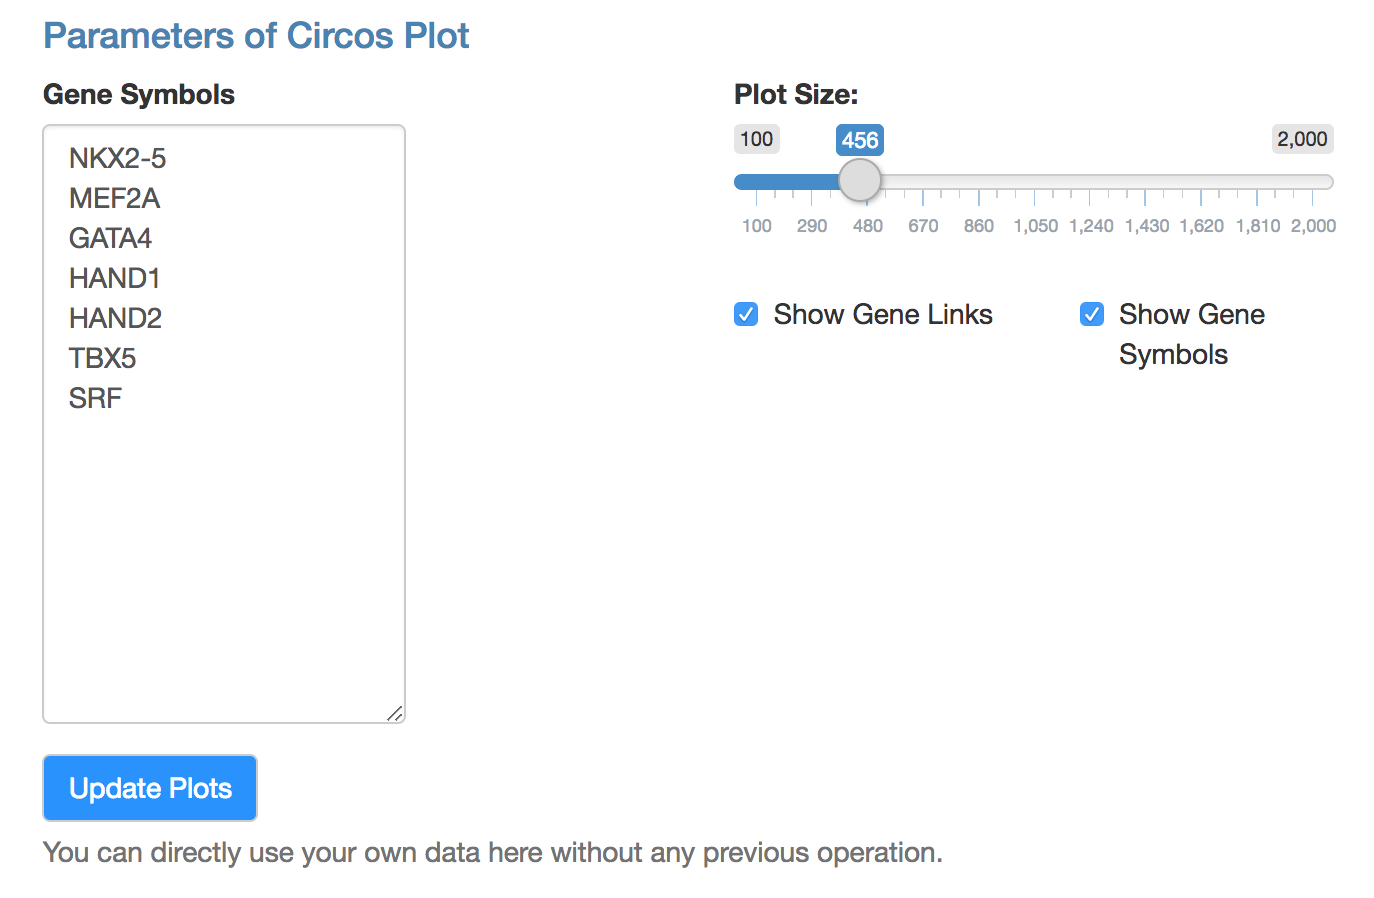 Parameters of Circos Plot
Gene Symbols
NKX2-5
MEF2A
GATA4
HAND1
HAND2
TBX5
SRF
Update Plots
You can directly use your own data here without any previous operation.
Plot Size:
100 456 2,000
100 290 480 670 860 1,050 1,240 1,430 1,620 1,810 2,000
Show Gene Links
Show Gene
Symbols